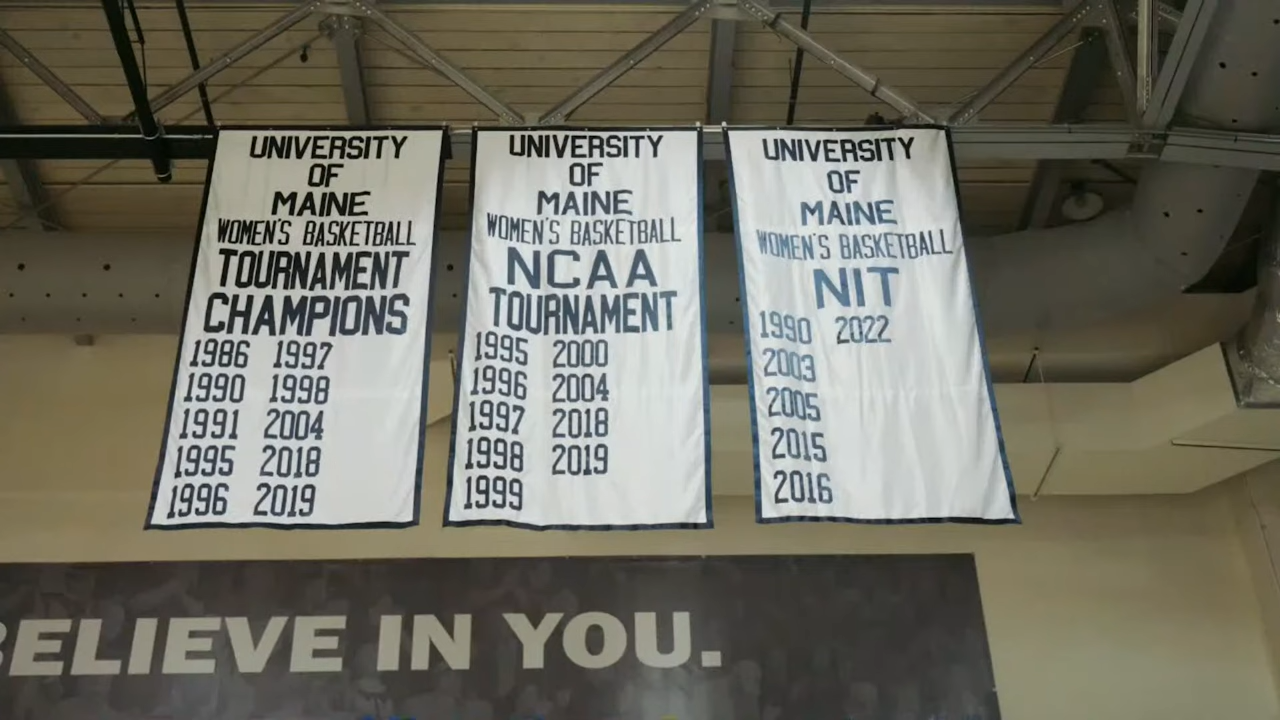 UNIVERSITY
OF
MAINE
WOMEN'S BASKETBALL
TOURNAMENT
CHAMPIONS
1986 1997
1990 1998
1991 2004
1995 2018
1996 2019
UNIVERSITY
OF
MAINE
WOMEN'S BASKETBALL
NCAA
TOURNAMENT
1995 2000
1996 2004
1997 2018
1998 2019
1999
UNIVERSITY
OF
MAINE
WOMEN'S BASKETBALL
NIT
1990 2022
2003
2005
2015
2016
BELIEVE IN YOU.